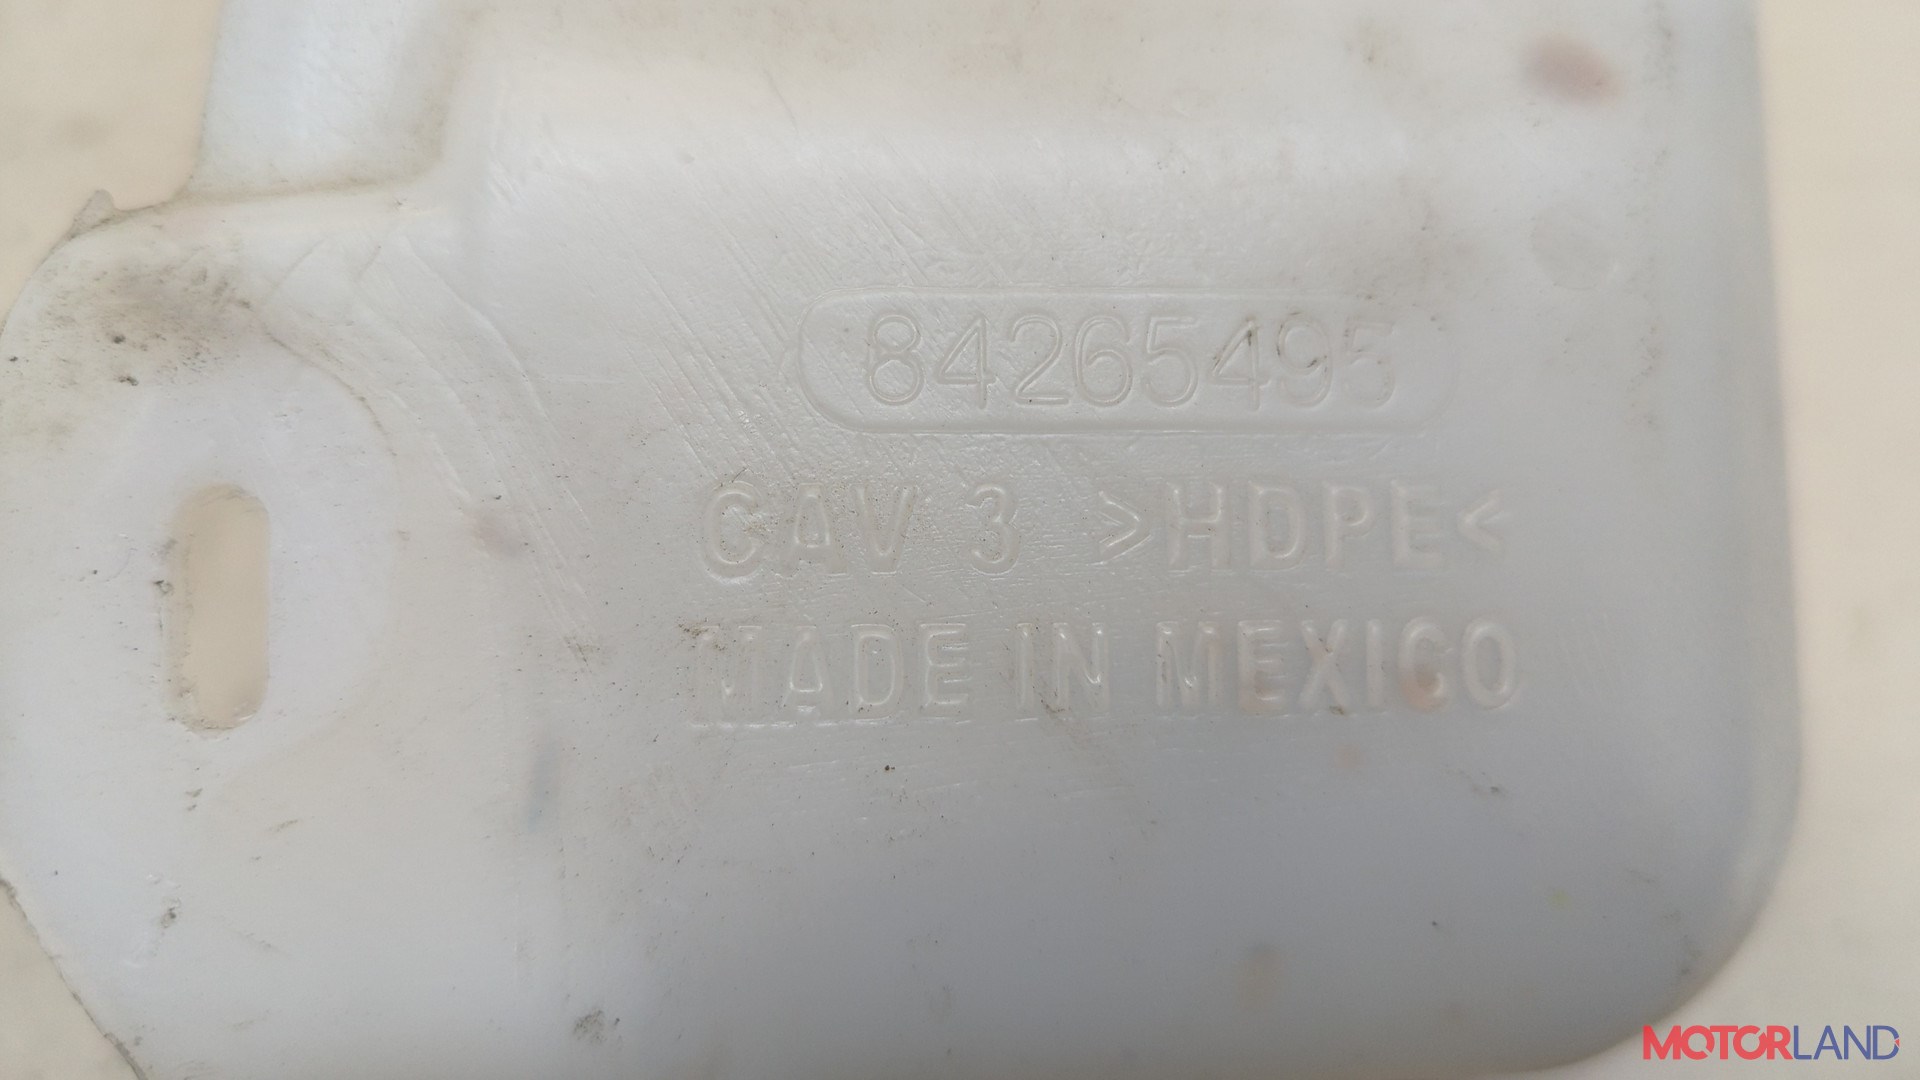 84265495
CAV 3 >HDPE<
MADE IN MEXICO
MOTORLAND